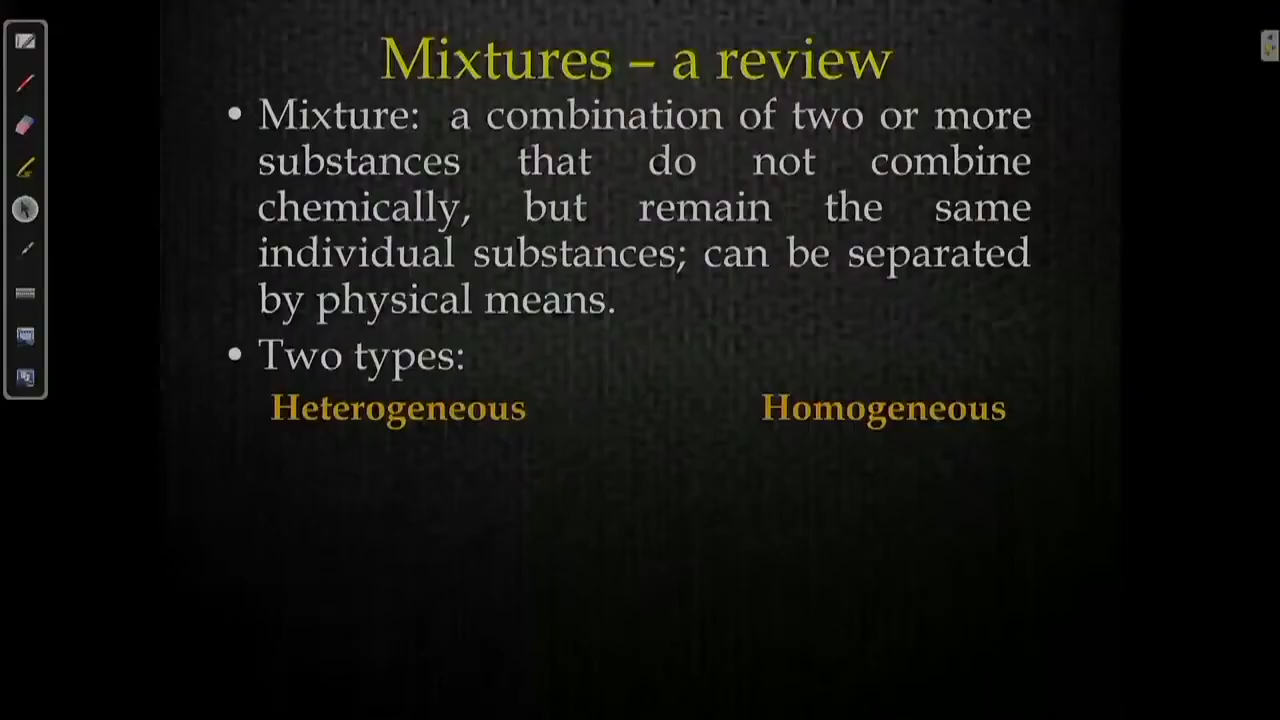 Mixtures – a review
• Mixture: a combination of two or more
substances that do not combine
chemically, but remain the same
individual substances; can be separated
by physical means.
• Two types:
Heterogeneous Homogeneous